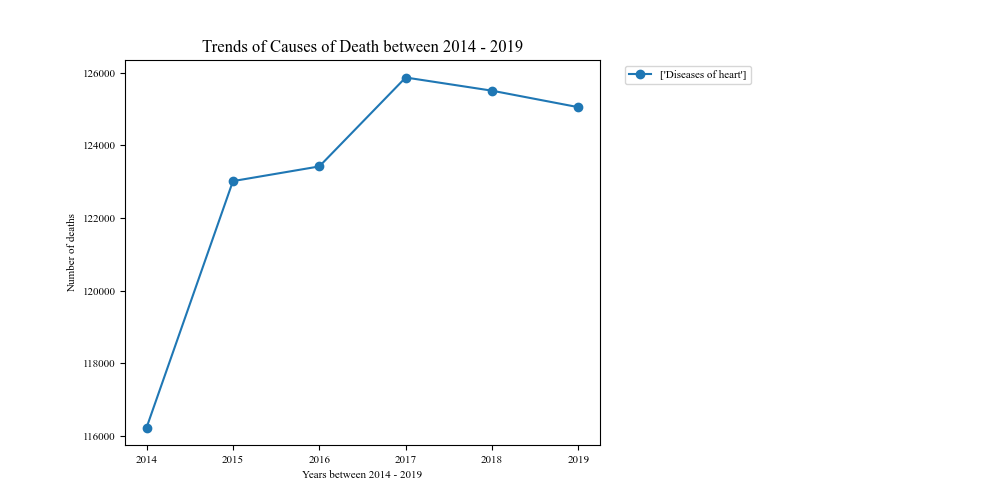 Trends of Causes of Death between 2014 - 2019
['Diseases of heart']
126000
124000
122000
120000
118000
116000
Number of deaths
2014 2015 2016 2017 2018 2019
Years between 2014 - 2019